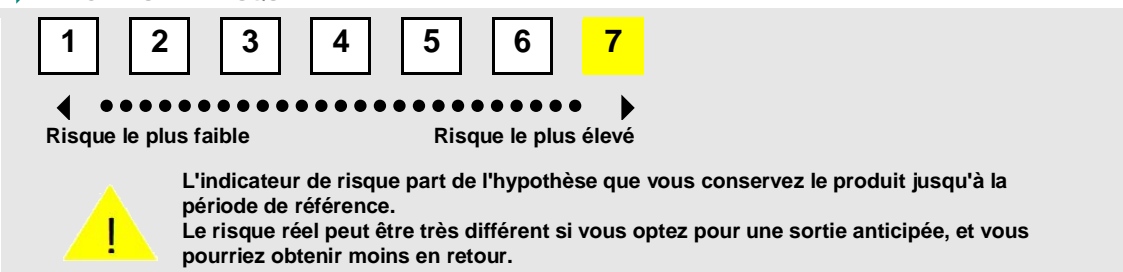 1 2 3 4 5 6 7
Risque le plus faible Risque le plus élevé
L'indicateur de risque part de l'hypothèse que vous conservez le produit jusqu'à la
période de référence.
Le risque réel peut être très différent si vous optez pour une sortie anticipée, et vous
pourriez obtenir moins en retour.
!